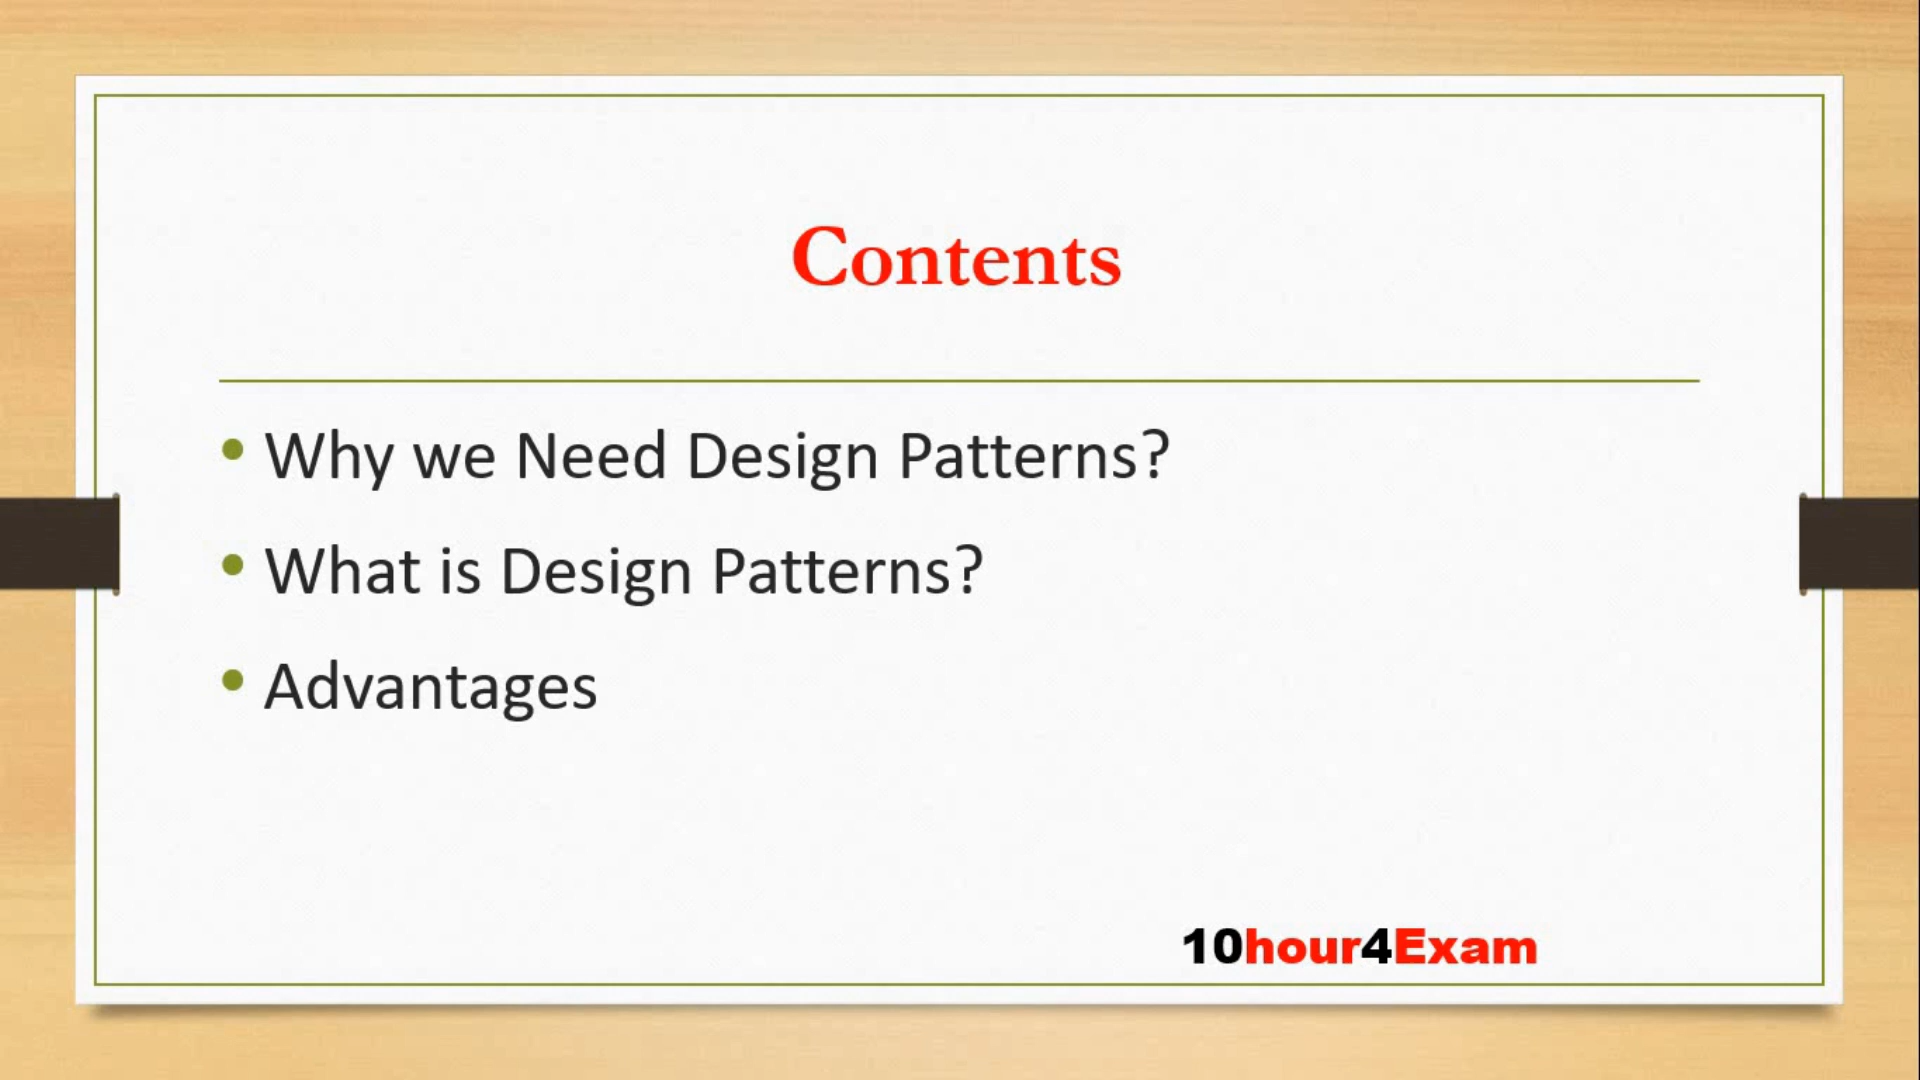 Contents
• Why we Need Design Patterns?
• What is Design Patterns?
• Advantages
10hour4Exam